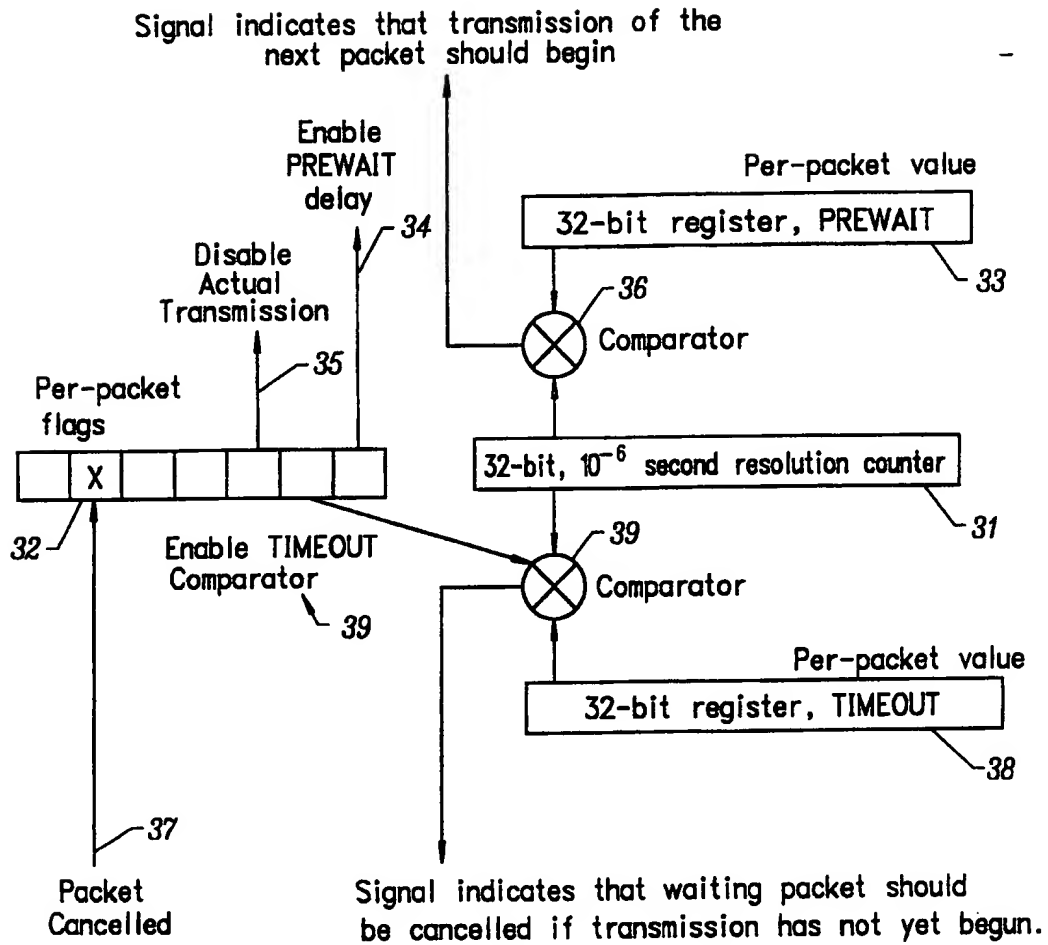 Signal indicates that transmission of the
next packet should begin
Enable
PREWAIT
delay
34
Per-packet value
32-bit register, PREWAIT
33
Disable
Actual
Transmission
35
36
Comparator
Per-packet
flags
X
32
32-bit, 10⁻⁶ second resolution counter
31
Enable TIMEOUT
Comparator
39
39
Comparator
Per-packet value
32-bit register, TIMEOUT
38
37
Packet
Cancelled
Signal indicates that waiting packet should
be cancelled if transmission has not yet begun.